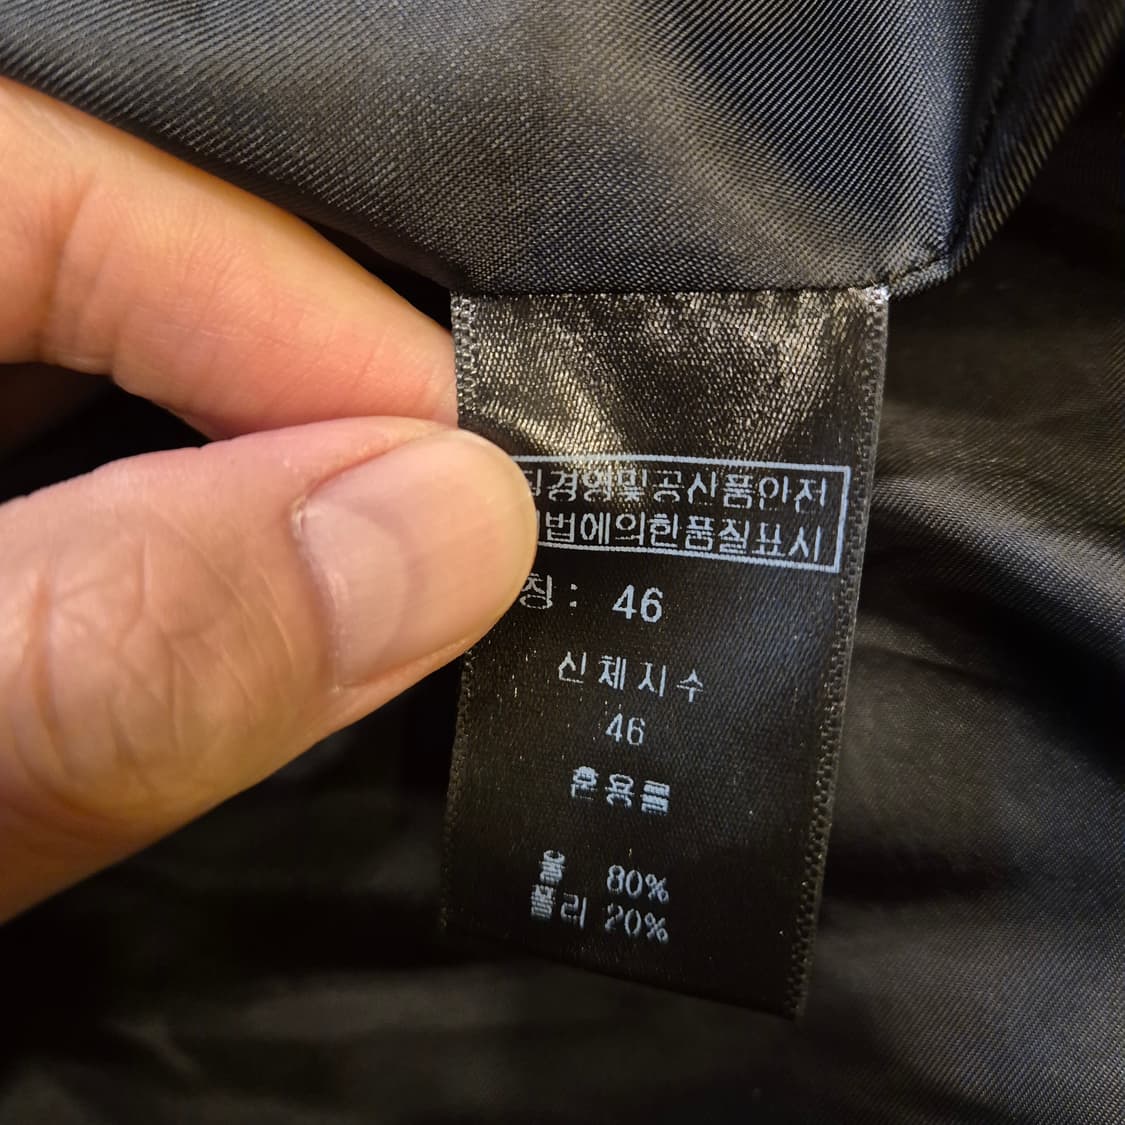 경영및공산품안전
법에의한품질표시
칭: 46
신체지수
46
혼용률
울 80%
폴리 20%